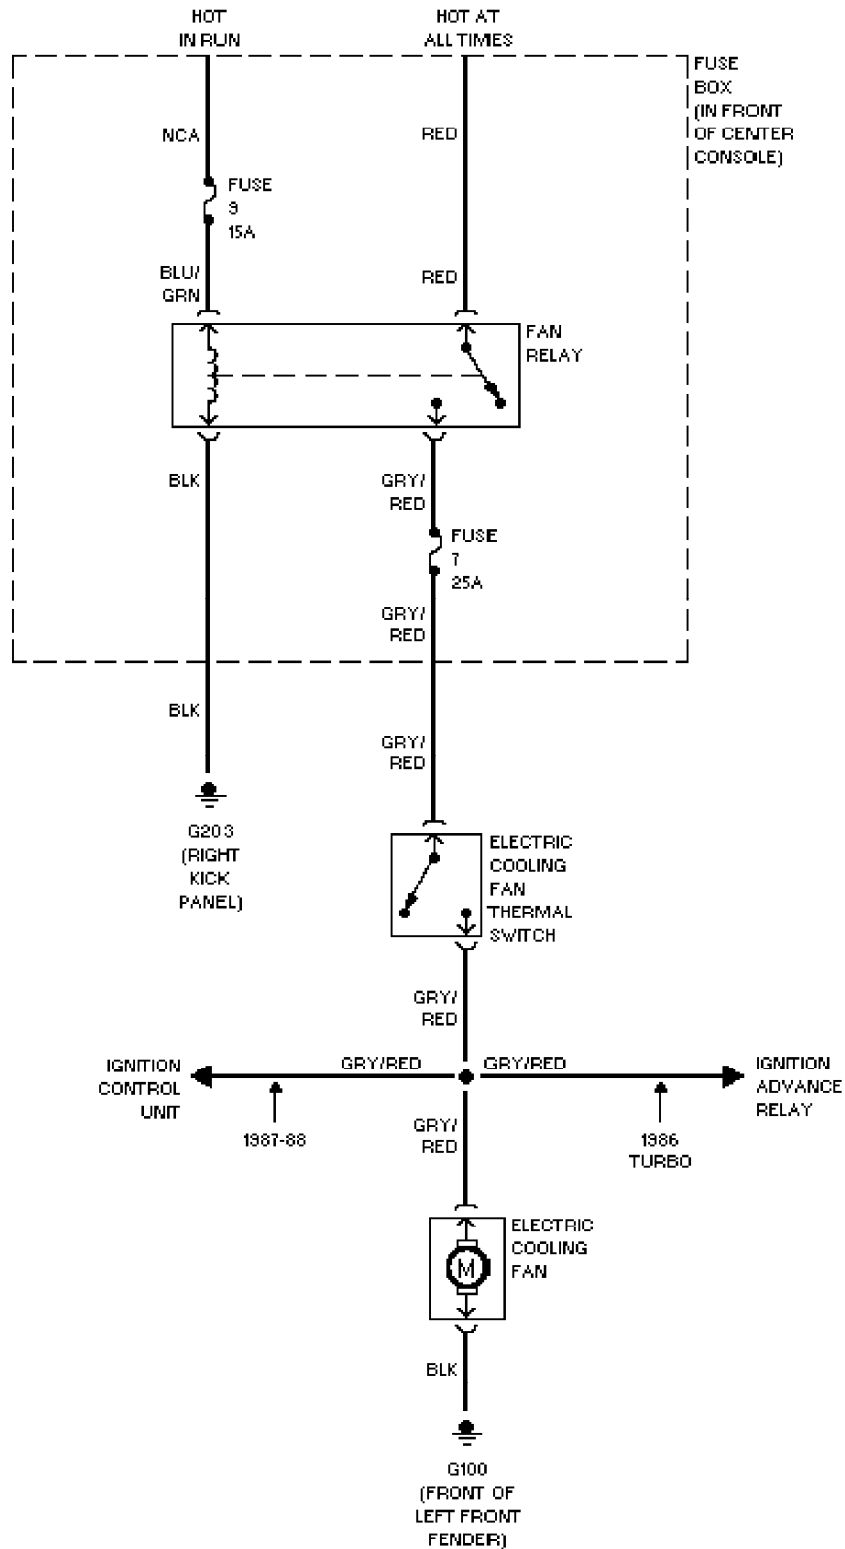 HOT
IN RUN
HOT AT
ALL TIMES
FUSE
BOX
(IN FRONT
OF CENTER
CONSOLE)
NCA
RED
FUSE
9
15A
BLU/
GRN
RED
FAN
RELAY
BLK
GRY/
RED
FUSE
7
25A
GRY/
RED
BLK
GRY/
RED
G203
(RIGHT
KICK
PANEL)
ELECTRIC
COOLING
FAN
THERMAL
SWITCH
GRY/
RED
IGNITION
CONTROL
UNIT
GRY/RED
GRY/RED
IGNITION
ADVANCE
RELAY
1987-88
GRY/
RED
1986
TURBO
ELECTRIC
COOLING
FAN
M
BLK
G100
(FRONT OF
LEFT FRONT
FENDER)